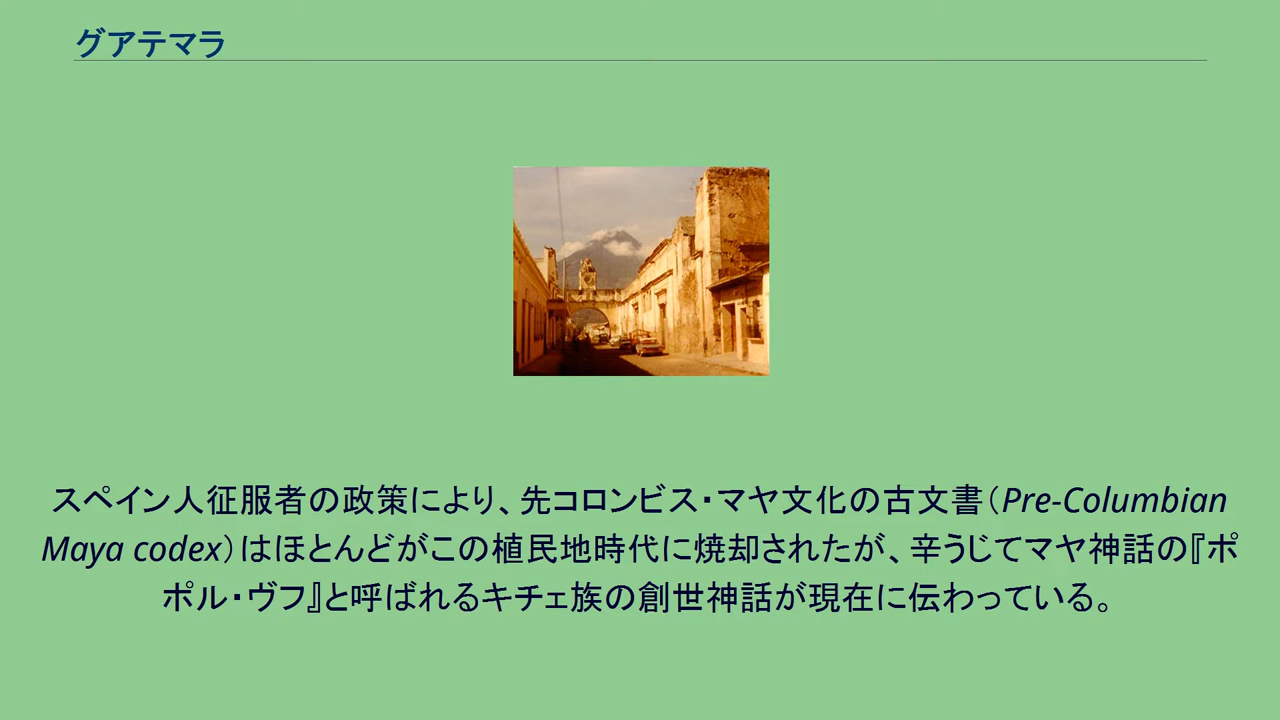 グアテマラ
スペイン人征服者の政策により、先コロンビス・マヤ文化の古文書（Pre-Columbian
Maya codex）はほとんどがこの植民地時代に焼却されたが、辛うじてマヤ神話の『ポ
ポル・ヴフ』と呼ばれるキチェ族の創世神話が現在に伝わっている。